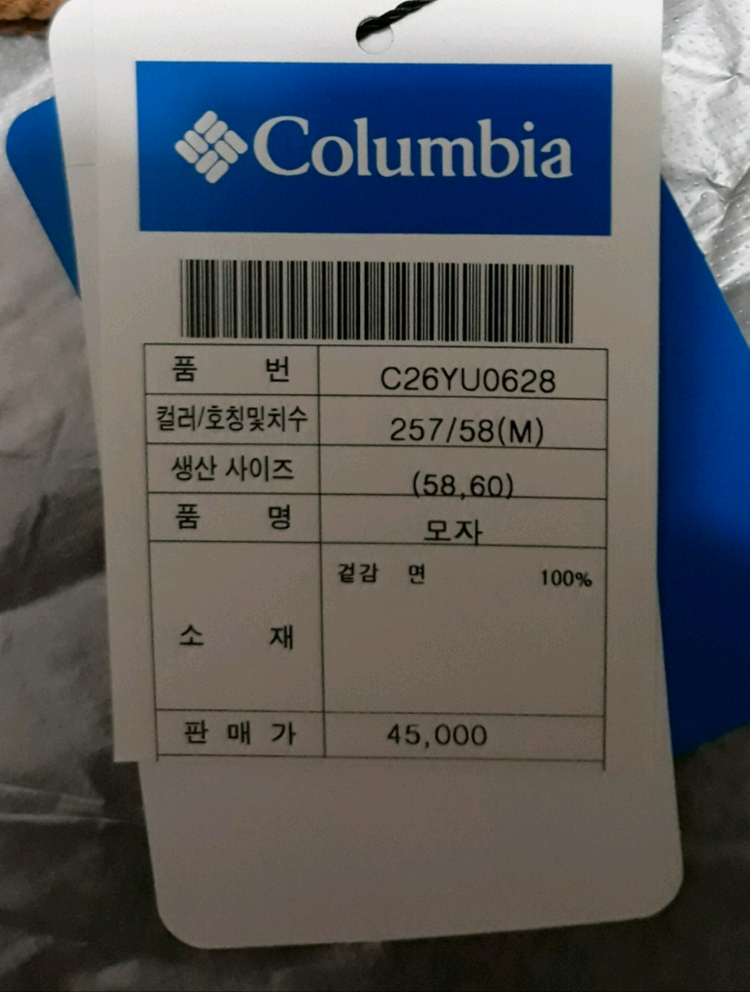 Columbia
품 번 C26YU0628
컬러/호칭및치수 257/58(M)
생산 사이즈 (58,60)
품 명 모자
소 재 겉감 면 100%
판 매 가 45,000